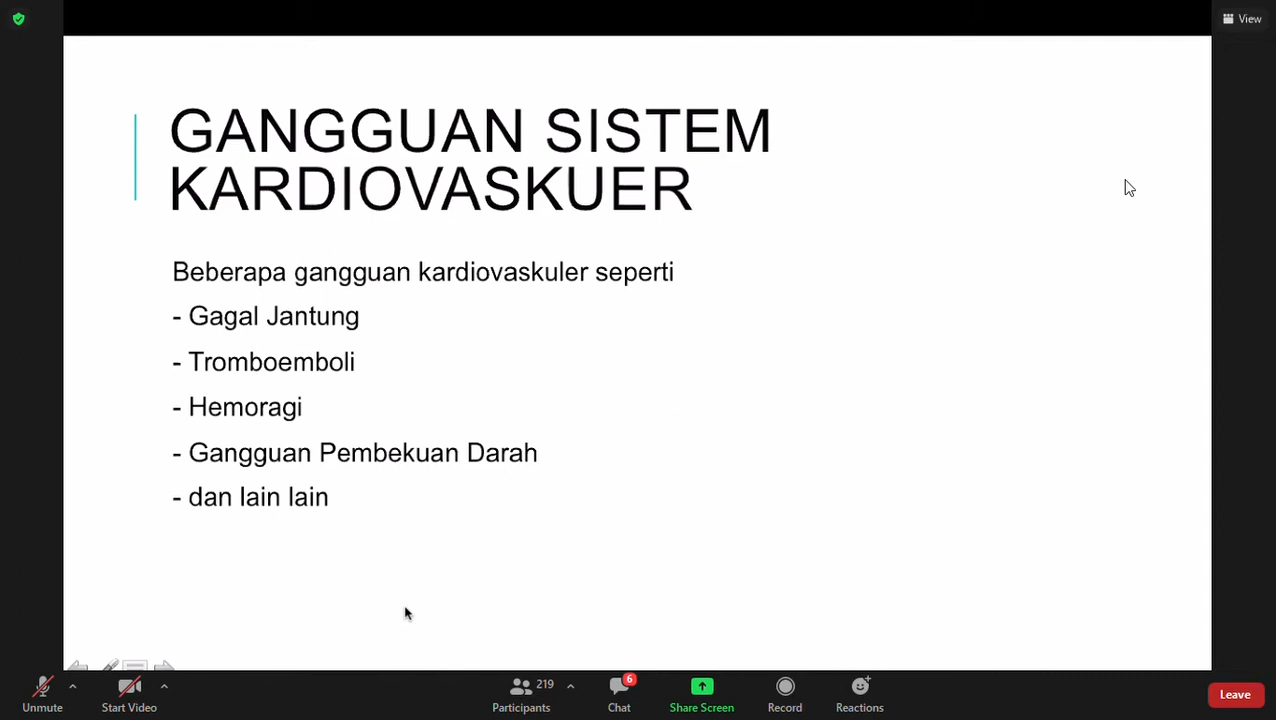 View
GANGGUAN SISTEM
KARDIOVASKUER
Beberapa gangguan kardiovaskuler seperti
- Gagal Jantung
- Tromboemboli
- Hemoragi
- Gangguan Pembekuan Darah
- dan lain lain
Unmute
Start Video
219
Participants
6
Chat
Share Screen
Record
Reactions
Leave